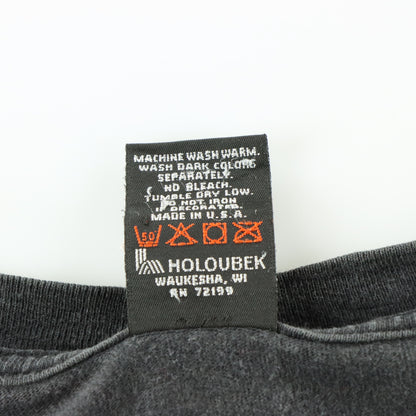 MACHINE WASH WARM.
WASH DARK COLORS
SEPARATELY.
NO BLEACH.
TUMBLE DRY LOW.
DO NOT IRON
IF DECORATED.
MADE IN U.S.A.
50
HOLOUBEK
WAUKESHA, WI
RN 72199